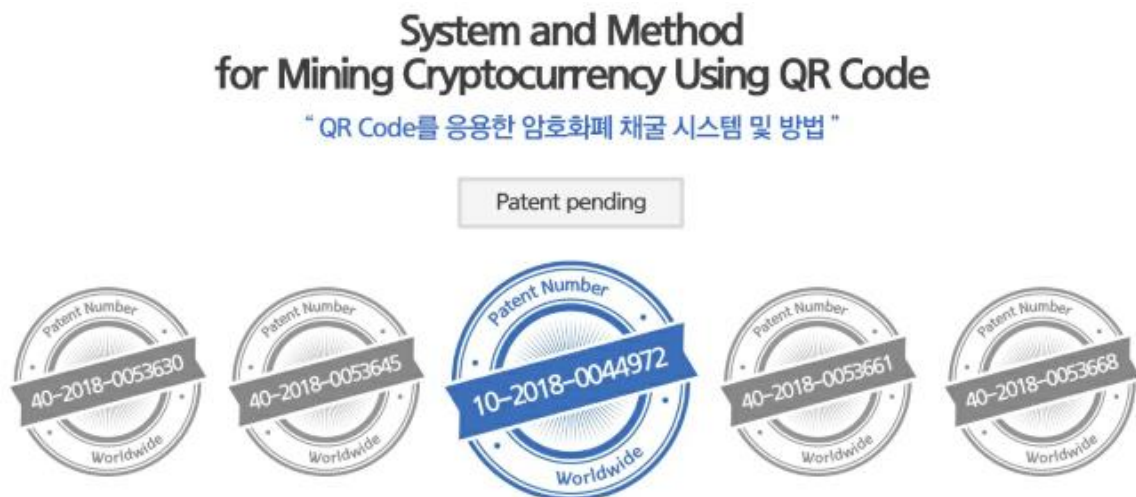 System and Method
for Mining Cryptocurrency Using QR Code
“ QR Code를 응용한 암호화폐 채굴 시스템 및 방법 ”
Patent pending
Patent Number
40-2018-0053630
Worldwide
Patent Number
40-2018-0053645
Worldwide
Patent Number
10-2018-0044972
Worldwide
Patent Number
40-2018-0053661
Worldwide
Patent Number
40-2018-0053668
Worldwide